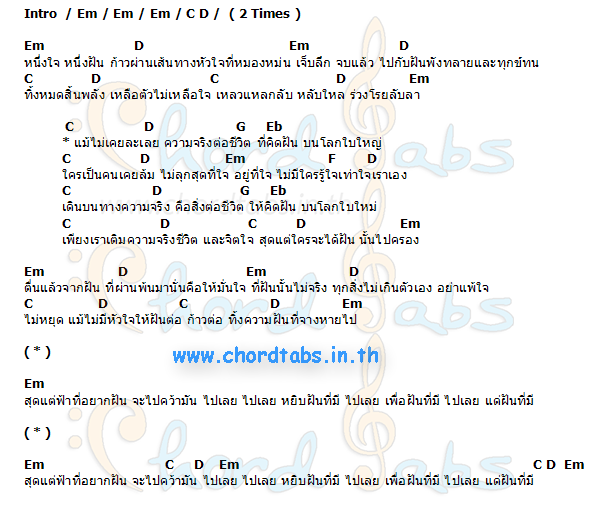 Intro / Em / Em / Em / C D / ( 2 Times )
Em D Em D
หนึ่งใจ หนึ่งฝัน ก้าวผ่านเส้นทางหัวใจที่หมองหม่น เจ็บลึก จบแล้ว ไปกับฝันพังทลายและทุกข์ทน
C D C D Em
ทิ้งหมดสิ้นพลัง เหลือตัวไม่เหลือใจ เหลวแหลกลับ หลับใหล ร่วงโรยลับลา
C D G Eb
* แม้ไม่เคยละเลย ความจริงต่อชีวิต ที่คิดฝัน บนโลกใบใหญ่
C D Em F D
ใครเป็นคนเคยล้ม ไม่ลุกสุดที่ใจ อยู่ที่ใจ ไม่มีใครรู้ใจเท่าใจเราเอง
C D G Eb
เดินบนทางความจริง คือสิ่งต่อชีวิต ให้คิดฝัน บนโลกใบใหม่
C D C D Em
เพียงเราเติมความจริงชีวิต และจิตใจ สุดแต่ใครจะได้ฝัน นั้นไปครอง
Em D Em D
ตื่นแล้วจากฝัน ที่ผ่านพ้นมานั่นคือให้มั่นใจ ที่ฝันนั้นไม่จริง ทุกสิ่งไม่เกินตัวเอง อย่าแพ้ใจ
C D C D Em
ไม่หยุด แม้ไม่มีหัวใจให้ฝันต่อ ก้าวต่อ ทิ้งความฝันที่จางหายไป
( * )
www.chordtabs.in.th
Em
สุดแต่ฟ้าที่อยากฝัน จะไปคว้ามัน ไปเลย ไปเลย หยิบฝันที่มี ไปเลย เพื่อฝันที่มี ไปเลย แด่ฝันที่มี
( * )
Em C D Em C D Em
สุดแต่ฟ้าที่อยากฝัน จะไปคว้ามัน ไปเลย ไปเลย หยิบฝันที่มี ไปเลย เพื่อฝันที่มี ไปเลย แด่ฝันที่มี